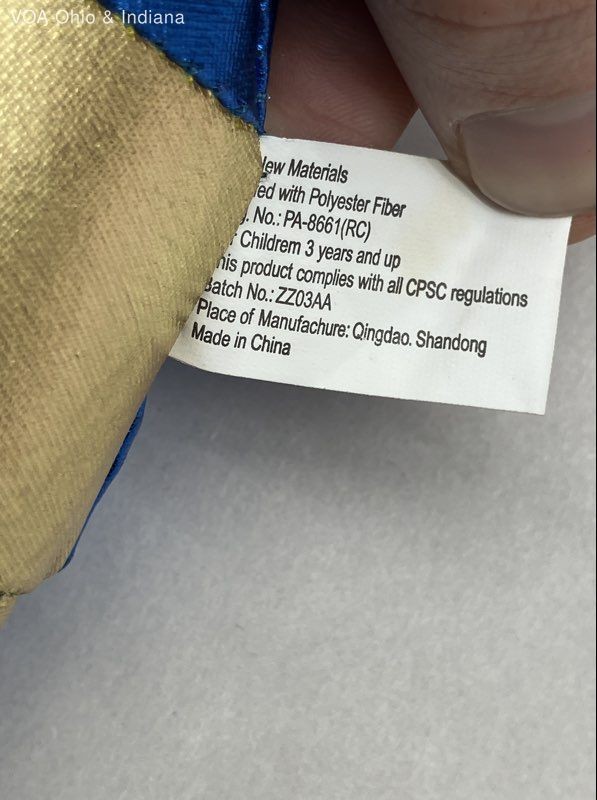 VOA Ohio & Indiana
ew Materials
ed with Polyester Fiber
. No.: PA-8661(RC)
Childrem 3 years and up
his product complies with all CPSC regulations
Batch No.: ZZ03AA
Place of Manufachure: Qingdao. Shandong
Made in China